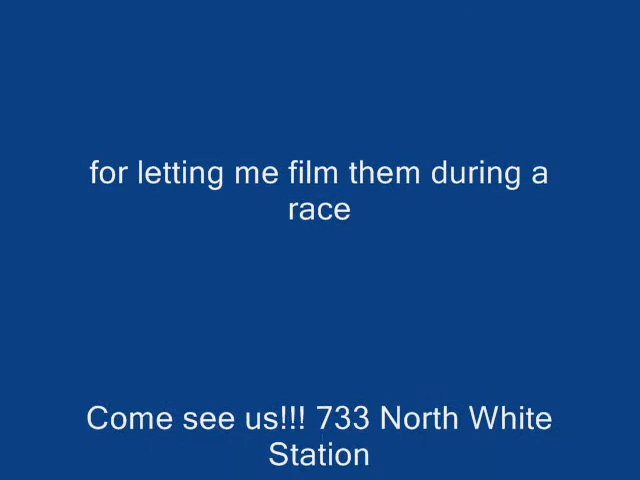 for letting me film them during a
race
Come see us!!! 733 North White
Station